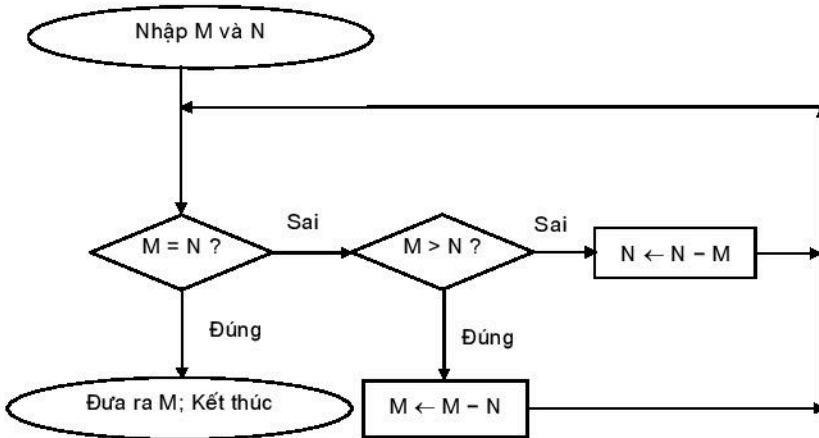 Nhập M và N
Sai
Sai
M = N ?
M > N ?
N ← N − M
Đúng
Đúng
Đưa ra M; Kết thúc
M ← M − N